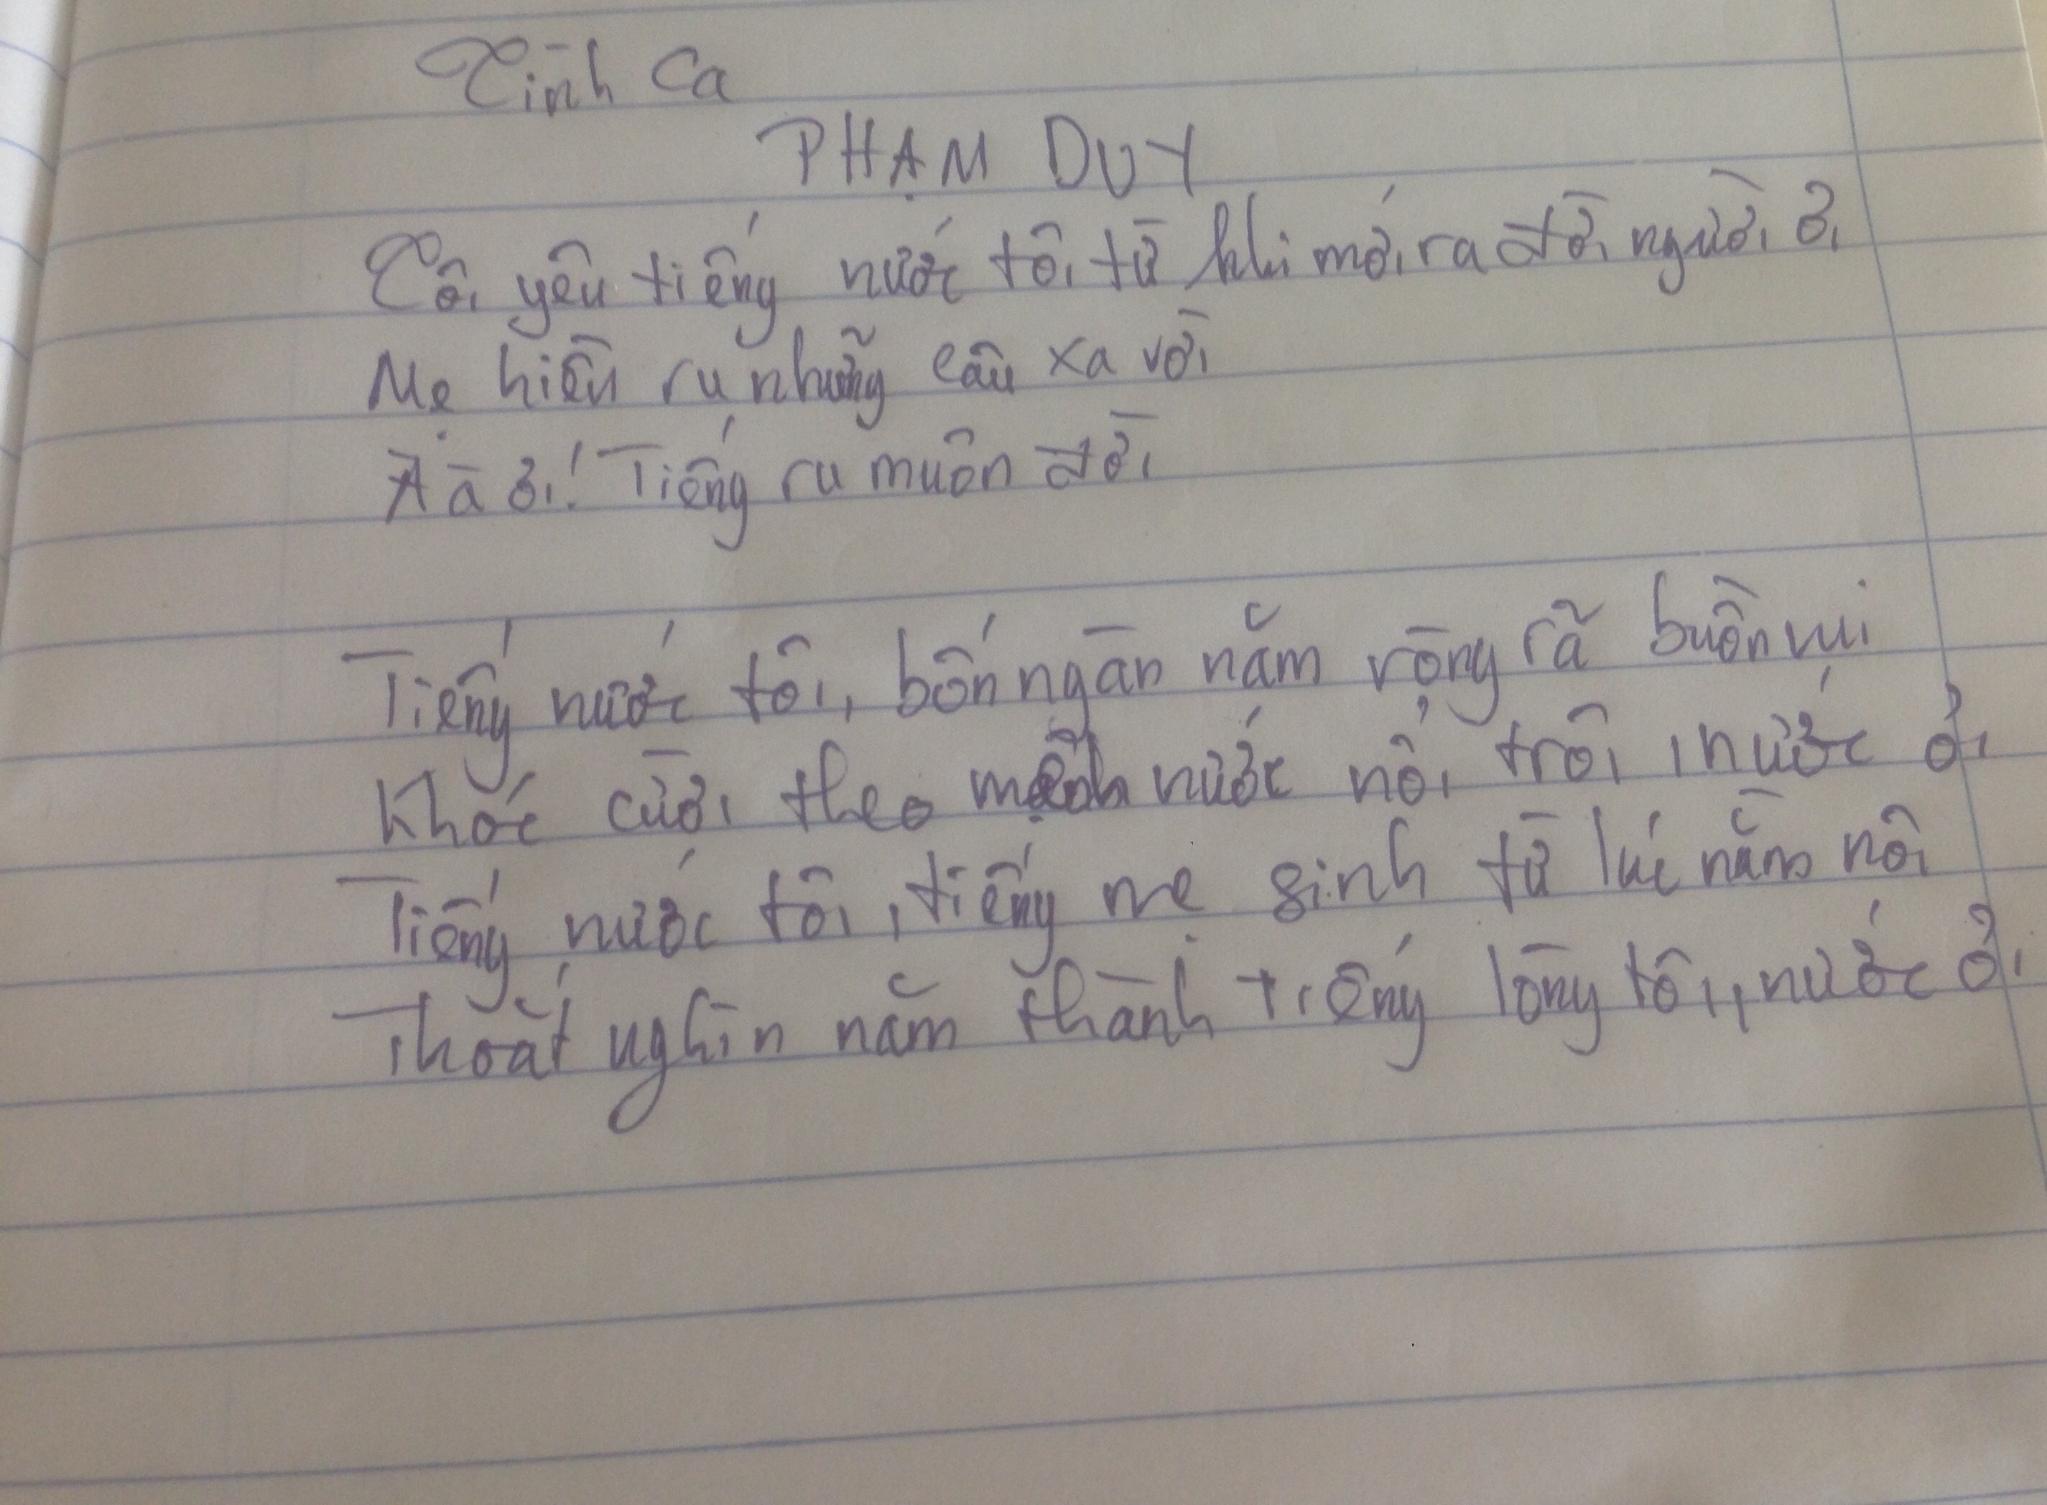 Tình Ca
PHẠM DUY
Tôi yêu tiếng nước tôi từ khi mới ra đời người ơi
Mẹ hiền ru những câu xa vời
À à ơi! Tiếng ru muôn đời
Tiếng nước tôi, bốn ngàn năm ròng rã buồn vui
Khóc cười theo mệnh nước nổi trôi, nước ơi
Tiếng nước tôi, tiếng mẹ sinh từ lúc nằm nôi
Thoắt nghìn năm thành tiếng lòng tôi, nước ơi